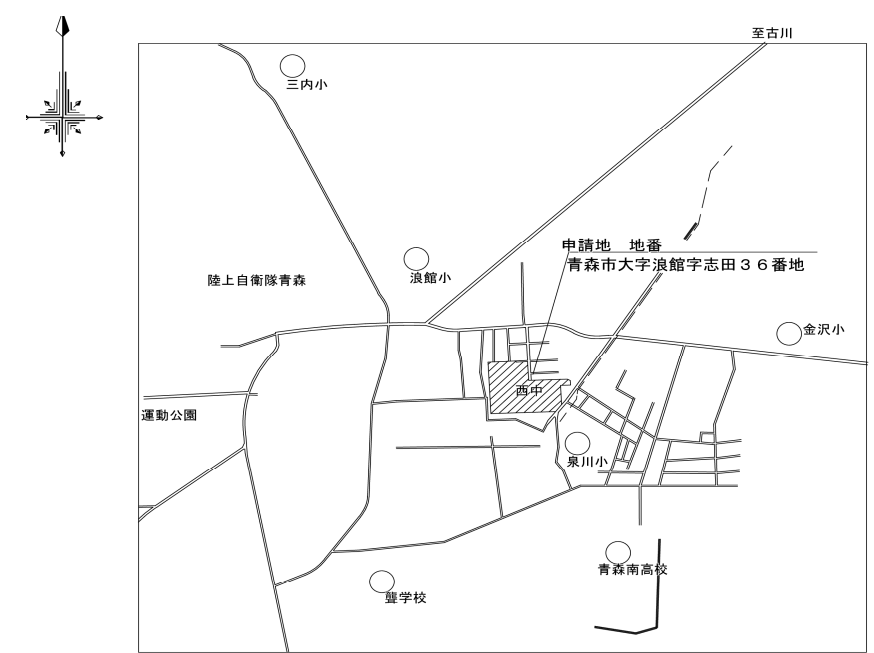 至古川
三内小
申請地　地番
青森市大字浪館字志田３６番地
浪館小
陸上自衛隊青森
金沢小
西中
運動公園
泉川小
青森南高校
聾学校